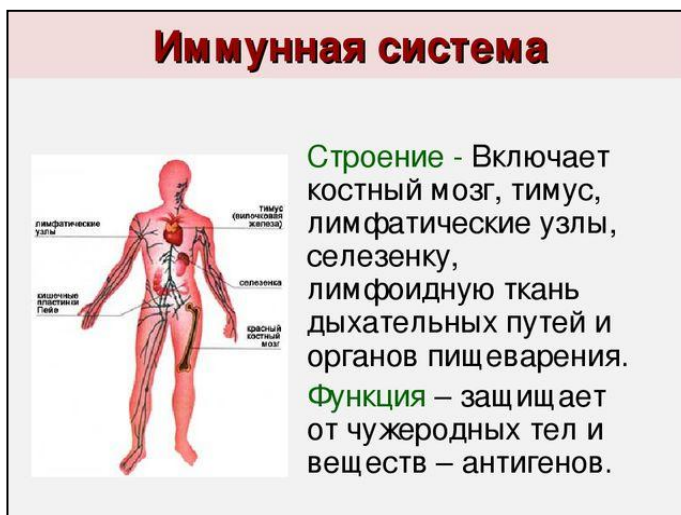 Иммунная система
Строение - Включает
костный мозг, тимус,
лимфатические узлы,
селезенку,
лимфоидную ткань
дыхательных путей и
органов пищеварения.
Функция – защищает
от чужеродных тел и
веществ – антигенов.
лимфатические
узлы
кишечные
пластинки
Пейе
тимус
(вилочковая
железа)
селезенка
красный
костный
мозг